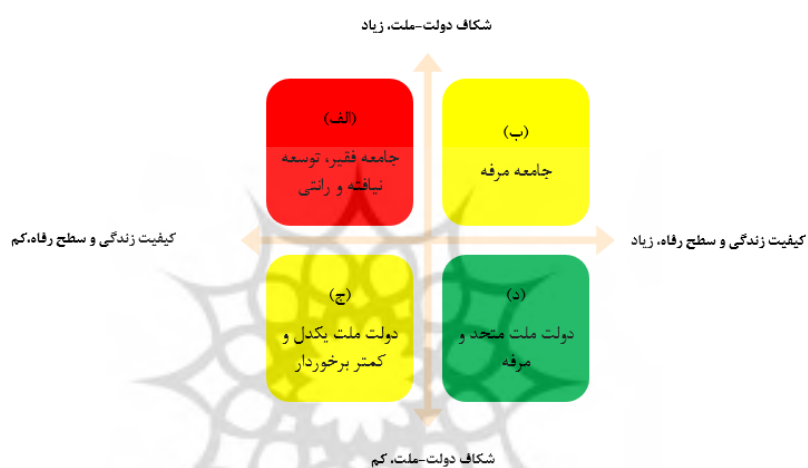 شکاف دولت-ملت، زیاد
(الف)
جامعه فقیر، توسعه
نیافته و رانتی
(ب)
جامعه مرفه
کیفیت زندگی و سطح رفاه، زیاد
کیفیت زندگی و سطح رفاه،کم
(ج)
دولت ملت یکدل و
کمتر برخوردار
(د)
دولت ملت متحد و
مرفه
شکاف دولت-ملت، کم